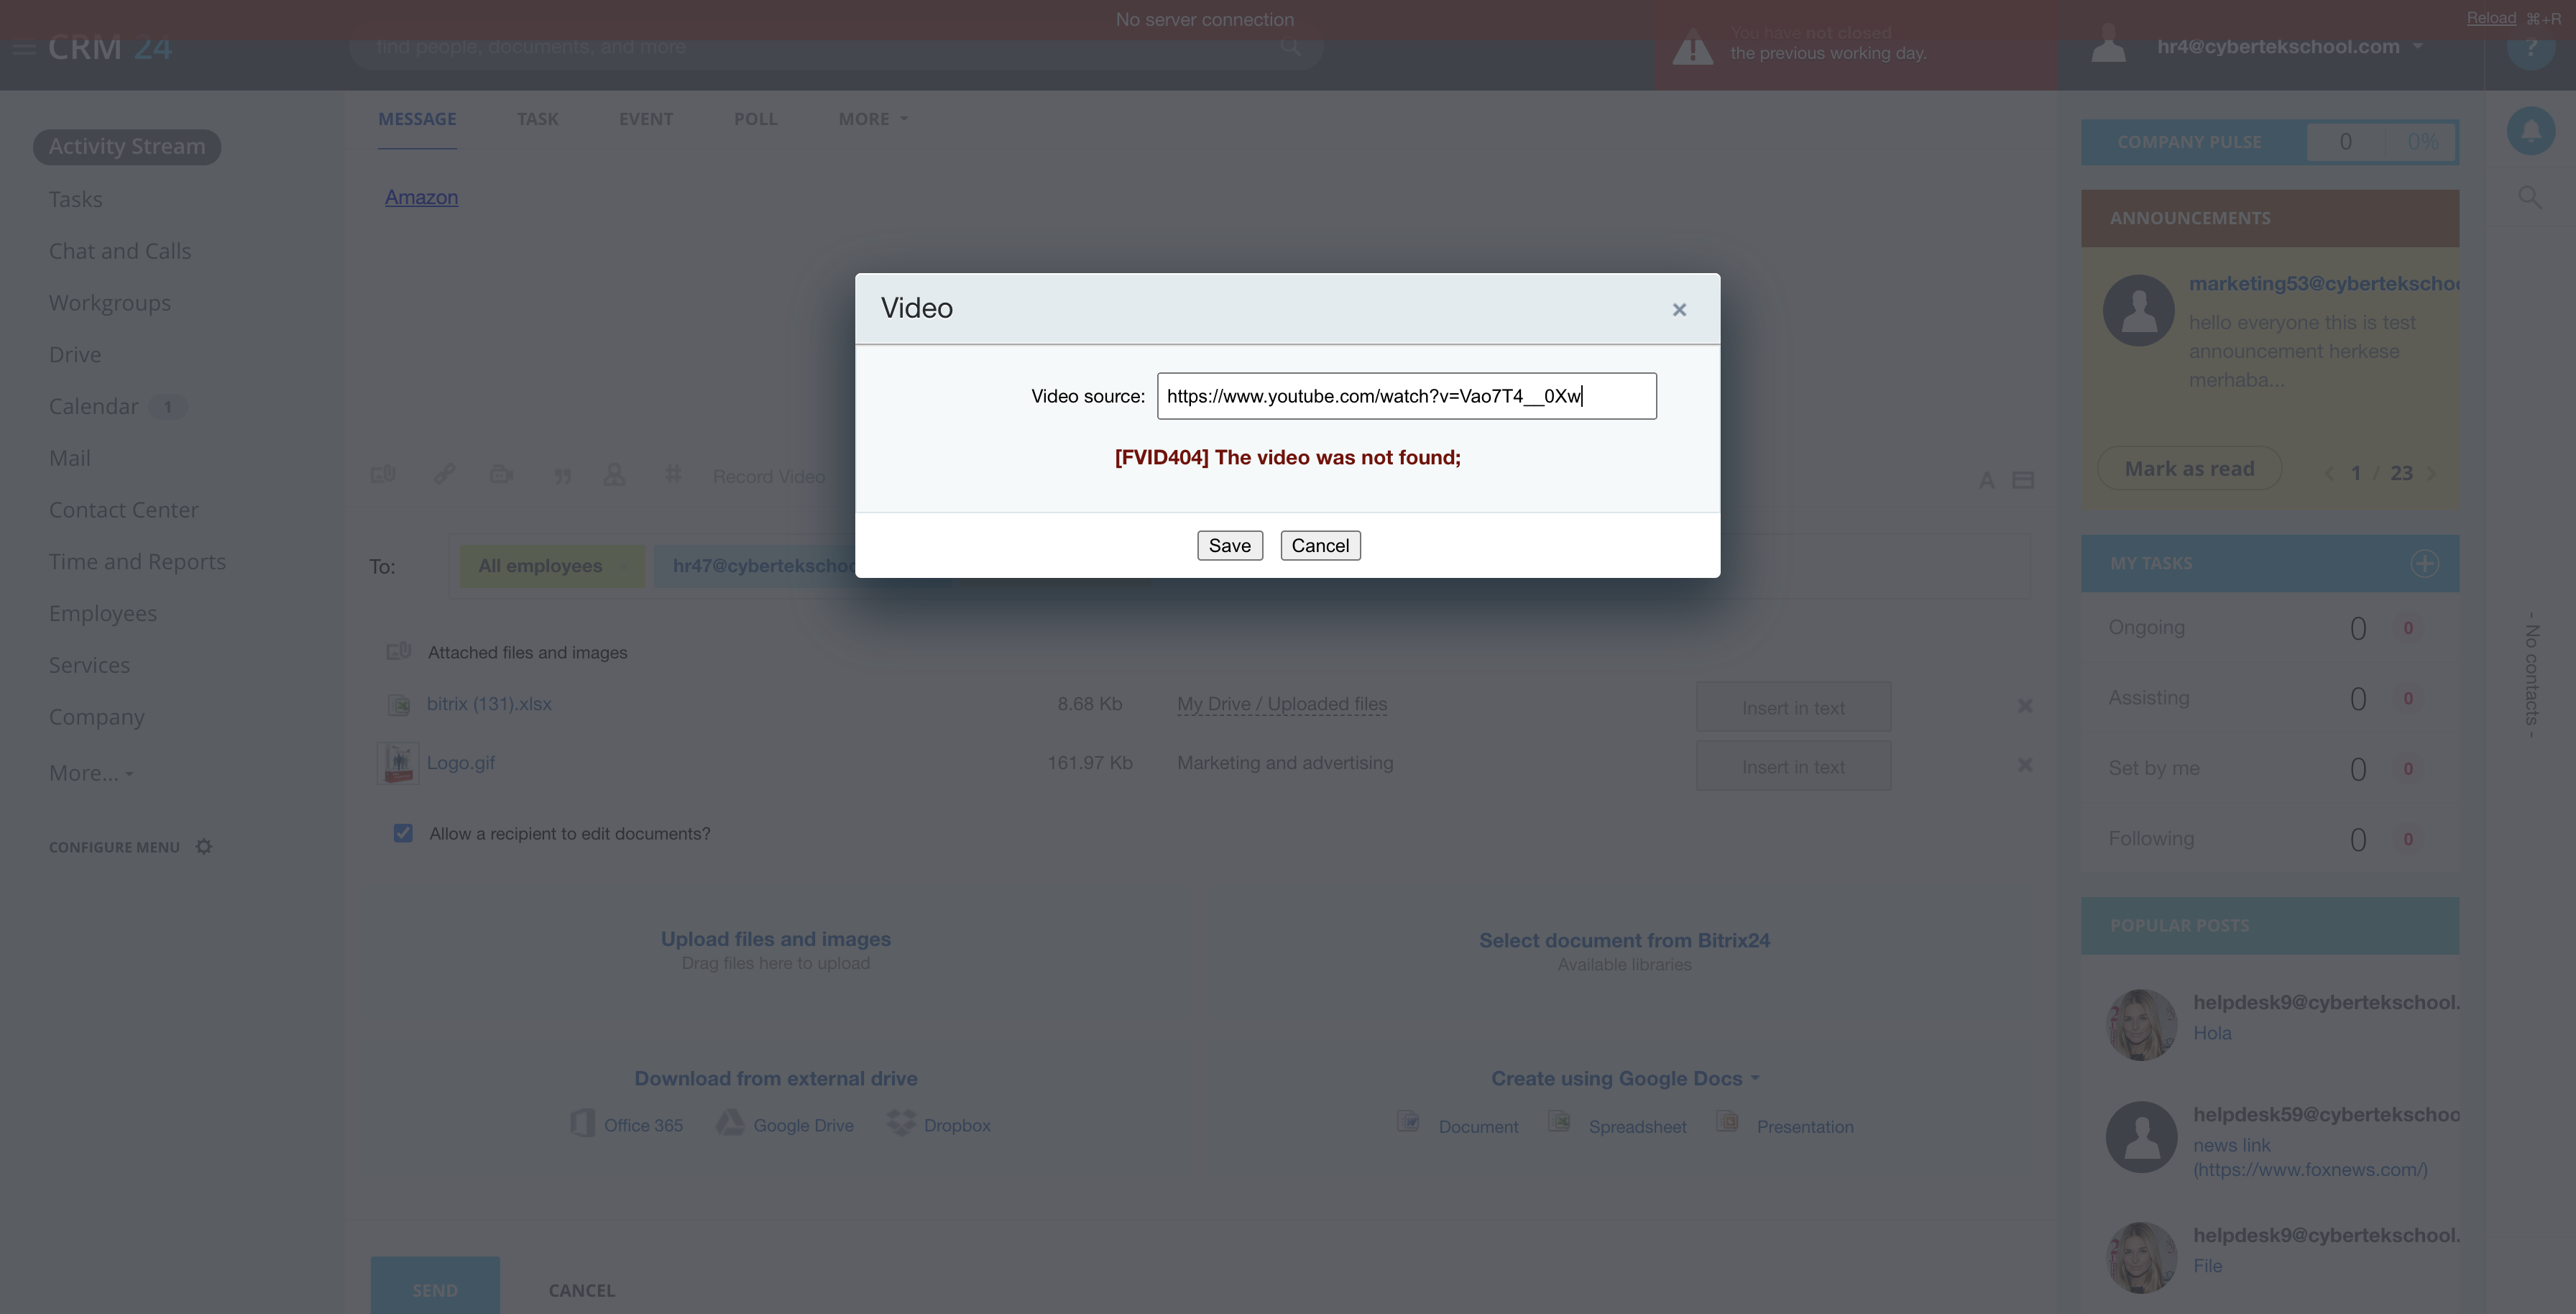 No server connection
Reload ⌘+R
CRM 24
find people, documents, and more
You have not closed
the previous working day.
hr4@cybertekschool.com
?
Activity Stream
Tasks
Chat and Calls
Workgroups
Drive
Calendar 1
Mail
Contact Center
Time and Reports
Employees
Services
Company
More...
CONFIGURE MENU
MESSAGE TASK EVENT POLL MORE
Amazon
Record Video
A
To: All employees hr47@cybertekschoo
Video
×
Video source: https://www.youtube.com/watch?v=Vao7T4__0Xw
[FVID404] The video was not found;
Save Cancel
Attached files and images
bitrix (131).xlsx 8.68 Kb My Drive / Uploaded files Insert in text
Logo.gif 161.97 Kb Marketing and advertising Insert in text
Allow a recipient to edit documents?
Upload files and images
Drag files here to upload
Select document from Bitrix24
Available libraries
Download from external drive
Office 365 Google Drive Dropbox
Create using Google Docs
Document Spreadsheet Presentation
SEND CANCEL
COMPANY PULSE 0 0%
ANNOUNCEMENTS
marketing53@cybertekschoo
hello everyone this is test
announcement herkese
merhaba...
Mark as read 1 / 23
MY TASKS
Ongoing 0 0
Assisting 0 0
Set by me 0 0
Following 0 0
POPULAR POSTS
helpdesk9@cybertekschool.
Hola
helpdesk59@cybertekschoo
news link
(https://www.foxnews.com/)
helpdesk9@cybertekschool.
File
- No contacts -